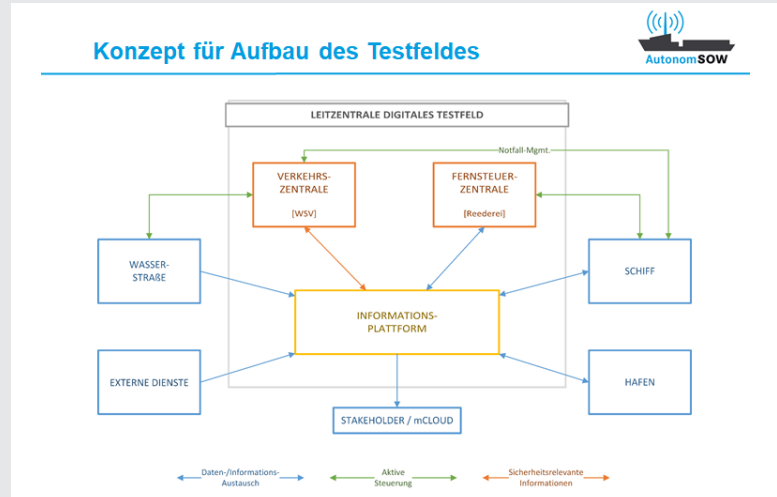 Konzept für Aufbau des Testfeldes
AutonomSOW
LEITZENTRALE DIGITALES TESTFELD
Notfall-Mgmt.
VERKEHRS-
ZENTRALE
[WSV]
FERNSTEUER-
ZENTRALE
[Reederei]
WASSER-
STRAßE
SCHIFF
INFORMATIONS-
PLATTFORM
EXTERNE DIENSTE
HAFEN
STAKEHOLDER / mCLOUD
Daten-/Informations-
Austausch
Aktive
Steuerung
Sicherheitsrelevante
Informationen